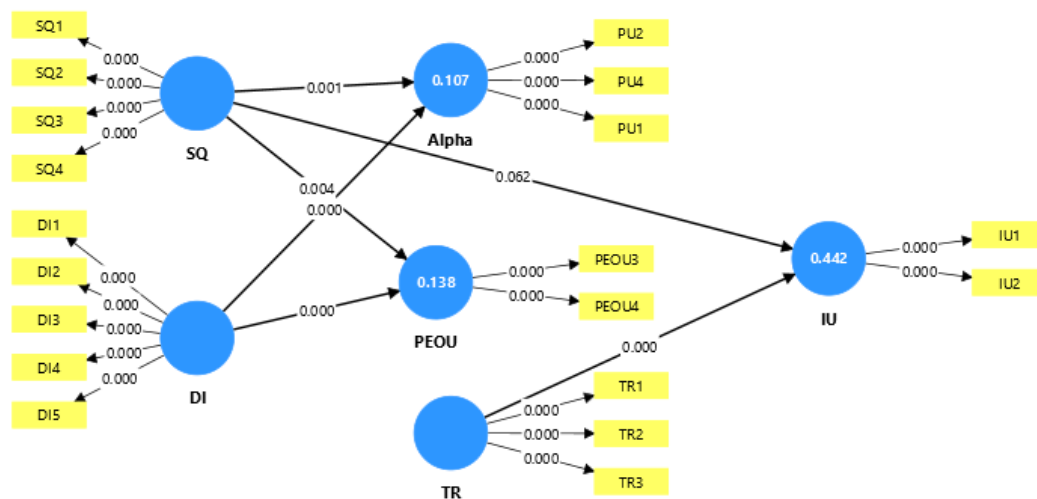 SQ1
0.000
SQ2
0.000
SQ3
0.000
SQ4
0.000
SQ
0.001
0.107
Alpha
0.000
PU2
0.000
PU4
0.000
PU1
0.062
0.004
0.000
DI1
0.000
DI2
0.000
DI3
0.000
DI4
0.000
DI5
0.000
DI
0.000
0.138
PEOU
0.000
PEOU3
0.000
PEOU4
0.442
IU
0.000
IU1
0.000
IU2
0.000
TR
0.000
TR1
0.000
TR2
0.000
TR3